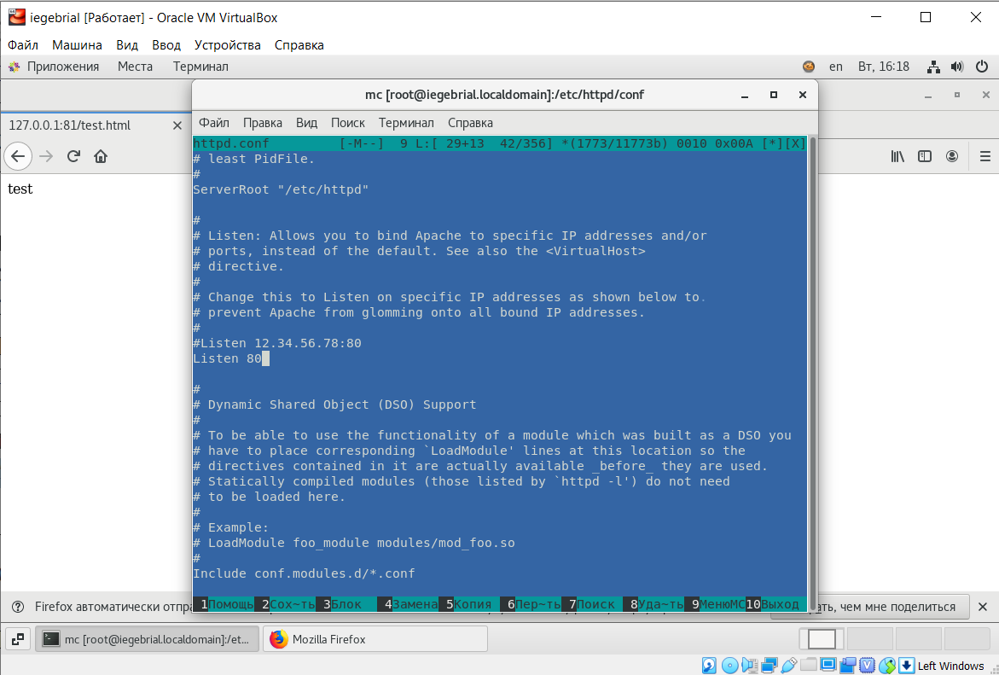 iegebrial [Работает] - Oracle VM VirtualBox
Файл Машина Вид Ввод Устройства Справка
Приложения Места Терминал en Вт, 16:18
mc [root@iegebrial.localdomain]:/etc/httpd/conf
127.0.0.1:81/test.html
Файл Правка Вид Поиск Терминал Справка
test
httpd.conf [-M--] 9 L:[ 29+13 42/356] *(1773/11773b) 0010 0x00A [*][X]
# least PidFile.
#
ServerRoot "/etc/httpd"
#
# Listen: Allows you to bind Apache to specific IP addresses and/or
# ports, instead of the default. See also the <VirtualHost>
# directive.
#
# Change this to Listen on specific IP addresses as shown below to.
# prevent Apache from glomming onto all bound IP addresses.
#
#Listen 12.34.56.78:80
Listen 80
#
# Dynamic Shared Object (DSO) Support
#
# To be able to use the functionality of a module which was built as a DSO you
# have to place corresponding `LoadModule' lines at this location so the
# directives contained in it are actually available _before_ they are used.
# Statically compiled modules (those listed by `httpd -l') do not need
# to be loaded here.
#
# Example:
# LoadModule foo_module modules/mod_foo.so
#
Include conf.modules.d/*.conf
1Помощь 2Сох~ть 3Блок 4Замена 5Копия 6Пер~ть 7Поиск 8Уда~ть 9МенюMC 10Выход
Firefox автоматически отпра ать, чем мне поделиться
mc [root@iegebrial.localdomain]:/et... Mozilla Firefox
Left Windows